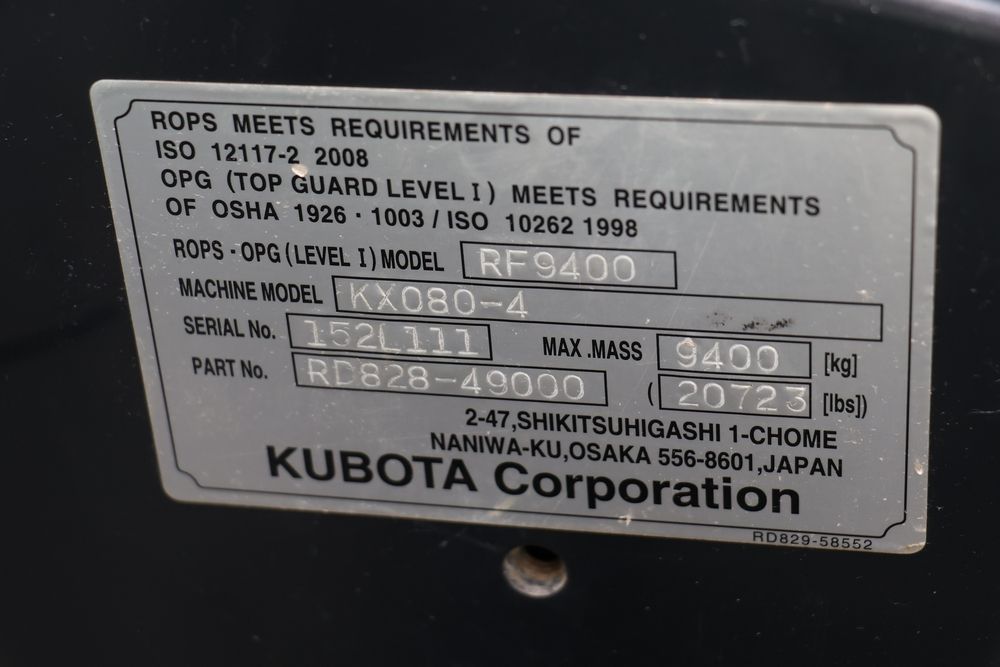 ROPS MEETS REQUIREMENTS OF
ISO 12117-2 2008
OPG (TOP GUARD LEVEL I) MEETS REQUIREMENTS
OF OSHA 1926・1003 / ISO 10262 1998
ROPS - OPG (LEVEL I) MODEL RF9400
MACHINE MODEL KX080-4
SERIAL No. 152L111 MAX .MASS 9400 [kg]
PART No. RD828-49000 (20723 [lbs])
2-47,SHIKITSUHIGASHI 1-CHOME
NANIWA-KU,OSAKA 556-8601,JAPAN
KUBOTA Corporation
RD829-58552